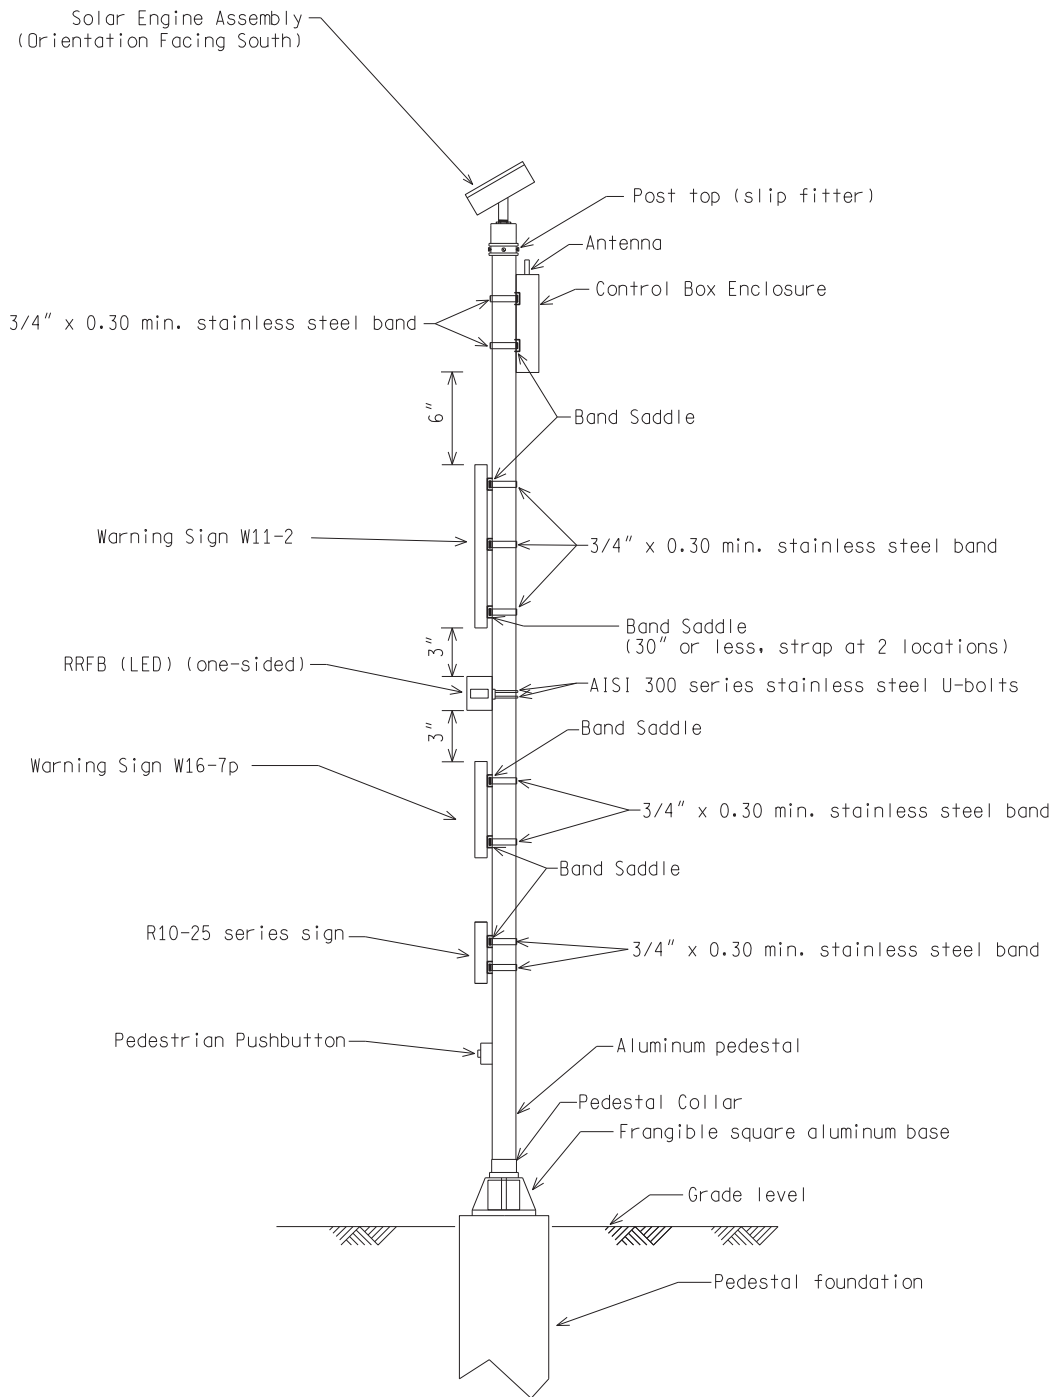 Solar Engine Assembly
(Orientation Facing South)
Post top (slip fitter)
Antenna
Control Box Enclosure
3/4" x 0.30 min. stainless steel band
6"
Band Saddle
Warning Sign W11-2
3/4" x 0.30 min. stainless steel band
Band Saddle
(30" or less, strap at 2 locations)
3"
RRFB (LED) (one-sided)
AISI 300 series stainless steel U-bolts
3"
Band Saddle
Warning Sign W16-7p
3/4" x 0.30 min. stainless steel band
Band Saddle
R10-25 series sign
3/4" x 0.30 min. stainless steel band
Pedestrian Pushbutton
Aluminum pedestal
Pedestal Collar
Frangible square aluminum base
Grade level
Pedestal foundation